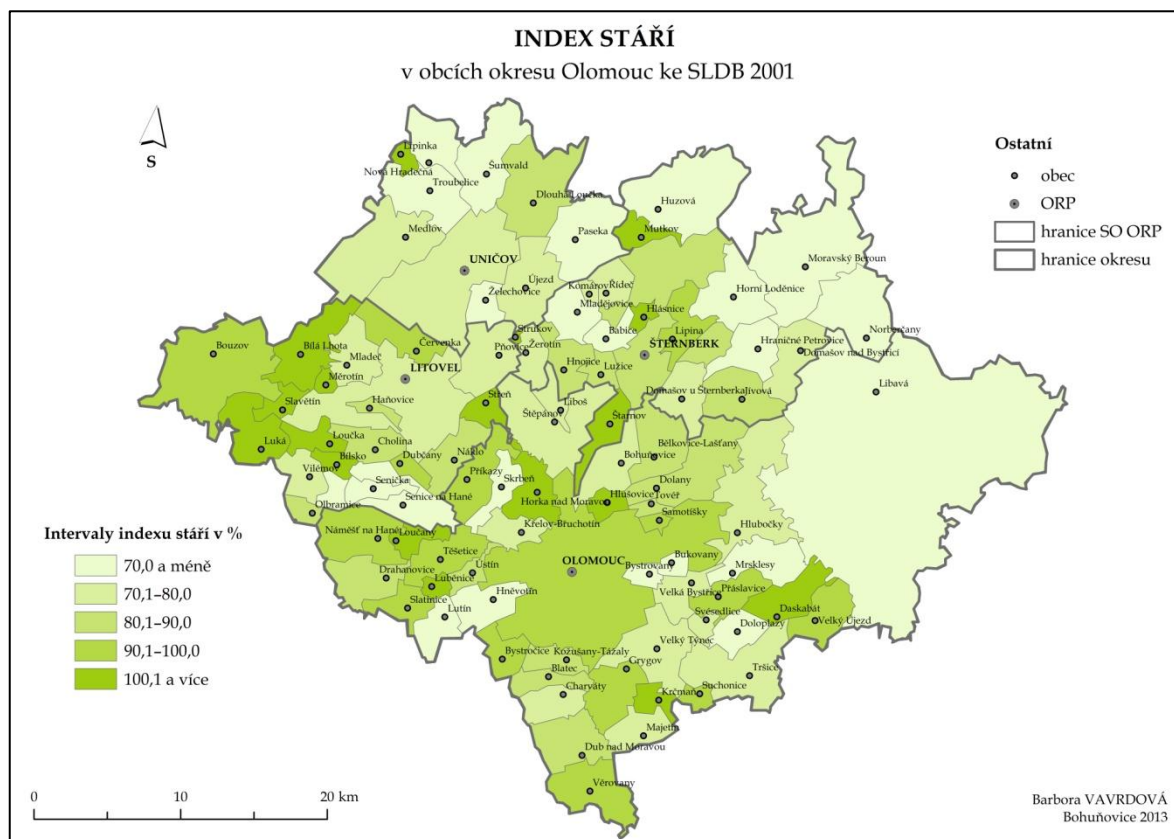 INDEX STÁŘÍ
v obcích okresu Olomouc ke SLDB 2001
S
Ostatní
obec
ORP
hranice SO ORP
hranice okresu
Lipinka
Nová Hradečná
Troubelice
Šumvald
Dlouhá Loučka
Huzová
Paseka
Mutkov
Medlov
UNIČOV
Moravský Beroun
Újezd
Komárov
Řídeč
Želechovice
Mladějovice
Horní Loděnice
Hlásnice
Strukov
Babice
Lipina
Norberčany
Bouzov
Bílá Lhota
Červenka
Pňovice
Žerotín
ŠTERNBERK
Hraničné Petrovice
Domašov nad Bystřicí
Mladeč
Hnojice
Lužice
Měrotín
LITOVEL
Libavá
Slavětín
Haňovice
Střeň
Liboš
Štěpánov
Domašov u Šternberka
Jívová
Štarnov
Luká
Loučka
Cholina
Bílsko
Dubčany
Náklo
Bělkovice-Lašťany
Bohuňovice
Vilémov
Senička
Příkazy
Skrbeň
Dolany
Olbramice
Senice na Hané
Horka nad Moravou
Hlušovice
Tovéř
Samotíšky
Náměšť na Hané
Loučany
Křelov-Břuchotín
Hlubočky
Těšetice
Ústín
OLOMOUC
Bukovany
Bystrovany
Mrsklesy
Drahanovice
Luběnice
Velká Bystřice
Přáslavice
Slatinice
Hněvotín
Lutín
Svésedlice
Daskabát
Doloplazy
Velký Újezd
Bystročice
Kožušany-Tážaly
Velký Týnec
Blatec
Grygov
Tršice
Charváty
Krčmaň
Suchonice
Majetín
Dub nad Moravou
Věrovany
Intervaly indexu stáří v %
70,0 a méně
70,1–80,0
80,1–90,0
90,1–100,0
100,1 a více
0 10 20 km
Barbora VAVRDOVÁ
Bohuňovice 2013